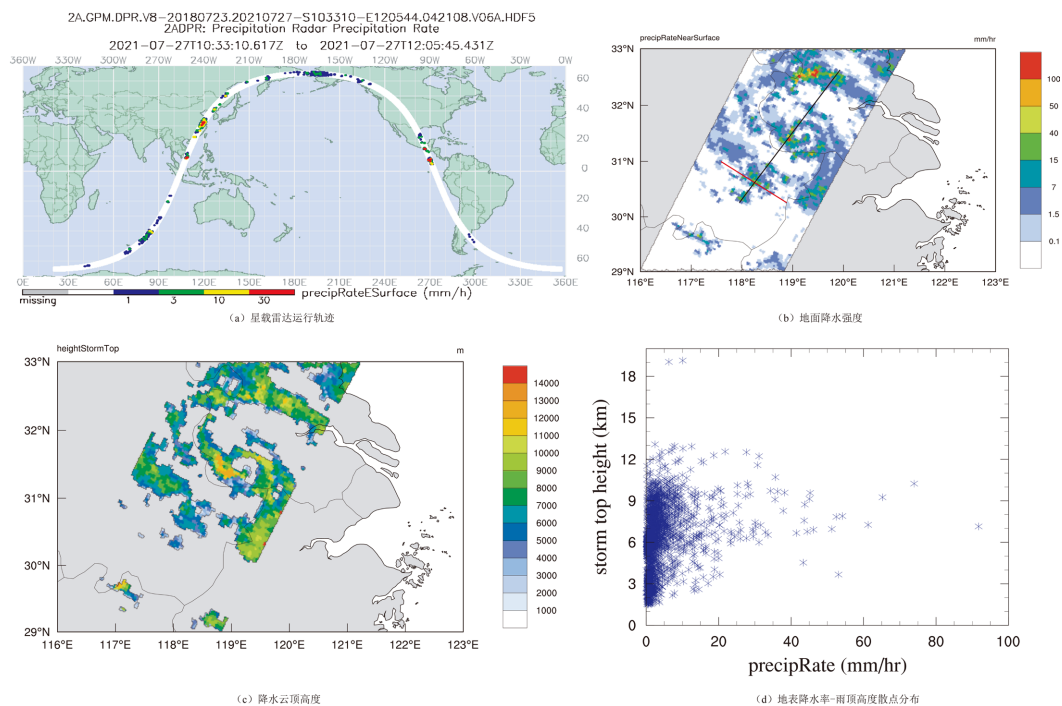 2A.GPM.DPR.V8-20180723.20210727-S103310-E120544.042108.V06A.HDF5
2ADPR: Precipitation Radar Precipitation Rate
2021-07-27T10:33:10.617Z to 2021-07-27T12:05:45.431Z
360W 330W 300W 270W 240W 210W 180W 150W 120W 90W 60W 30W 0W
60
40
20
0
20
40
60
0E 30E 60E 90E 120E 150E 180E 210E 240E 270E 300E 330E 360E
missing 1 3 10 30 precipRateESurface (mm/h)
(a) 星载雷达运行轨迹
precipRateNearSurface mm/hr
33°N
32°N
31°N
30°N
29°N
116°E 117°E 118°E 119°E 120°E 121°E 122°E 123°E
100
50
40
15
7
1.5
0.1
(b) 地面降水强度
heightStormTop m
33°N
32°N
31°N
30°N
29°N
116°E 117°E 118°E 119°E 120°E 121°E 122°E 123°E
14000
13000
12000
11000
10000
9000
8000
7000
6000
5000
4000
3000
2000
1000
(c) 降水云顶高度
storm top height (km)
18
15
12
9
6
3
0
0 20 40 60 80 100
precipRate (mm/hr)
(d) 地表降水率-雨顶高度散点分布